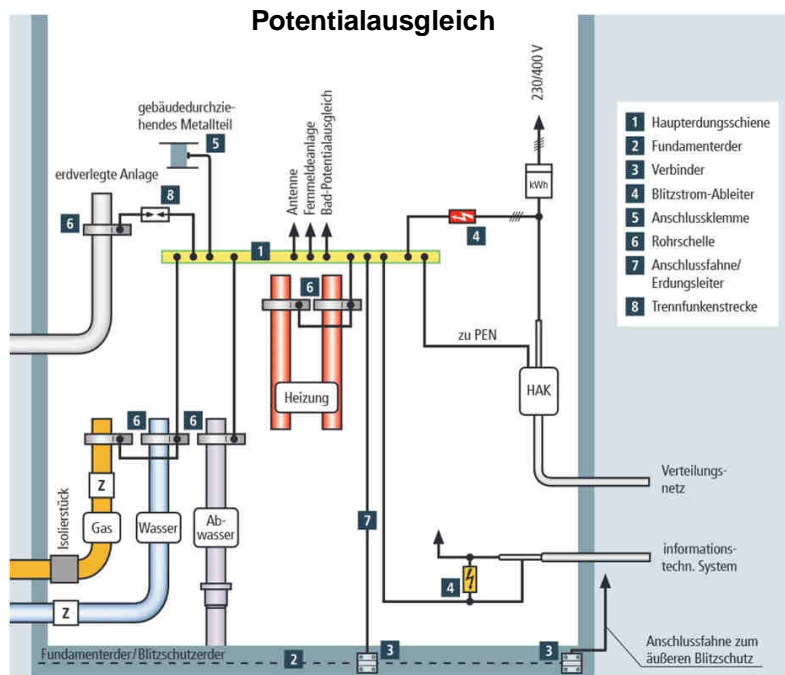 Potentialausgleich
gebäudedurchzie-
hendes Metallteil
5
erdverlegte Anlage
8
6
1
Antenne
Fernmeldeanlage
Bad-Potentialausgleich
230/400 V
kWh
4
1 Haupterdungsschiene
2 Fundamenterder
3 Verbinder
4 Blitzstrom-Ableiter
5 Anschlussklemme
6 Rohrschelle
7 Anschlussfahne/
Erdungsleiter
8 Trennfunkenstrecke
6
Heizung
zu PEN
HAK
Verteilungs-
netz
6
6
Z
Isolierstück
Gas
Wasser
Ab-
wasser
Z
7
4
informations-
techn. System
Fundamenterder/Blitzschutzerder
2
3
3
Anschlussfahne zum
äußeren Blitzschutz